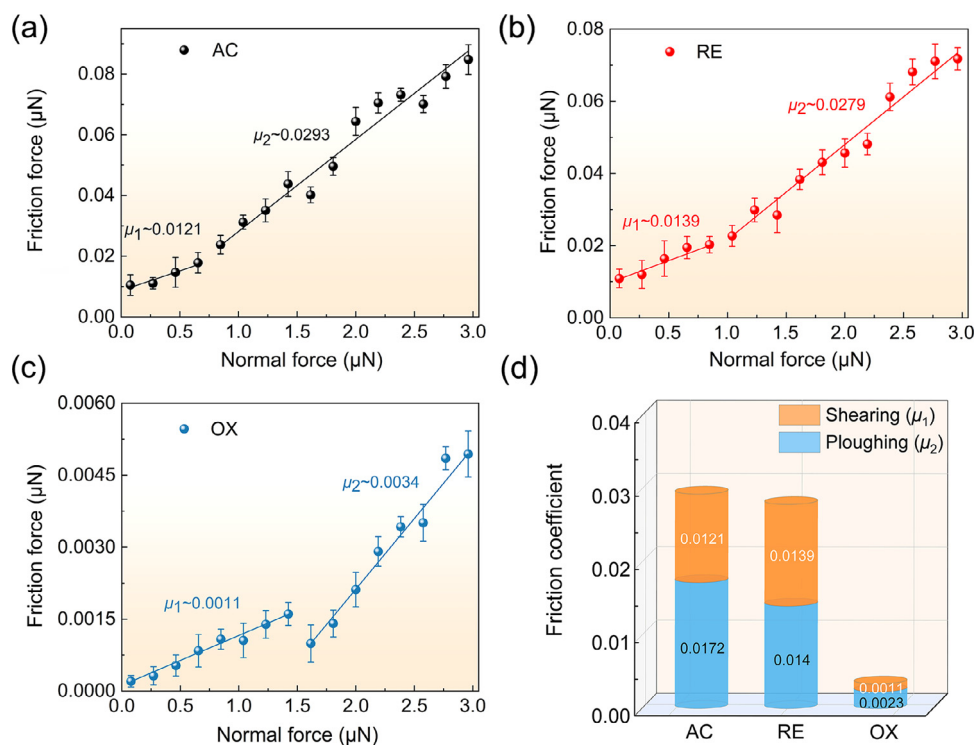 (a)
AC
μ2~0.0293
μ1~0.0121
Friction force (μN)
0.08
0.06
0.04
0.02
0.00
0.0 0.5 1.0 1.5 2.0 2.5 3.0
Normal force (μN)
(b)
RE
μ2~0.0279
μ1~0.0139
Friction force (μN)
0.08
0.06
0.04
0.02
0.00
0.0 0.5 1.0 1.5 2.0 2.5 3.0
Normal force (μN)
(c)
OX
μ2~0.0034
μ1~0.0011
Friction force (μN)
0.0060
0.0045
0.0030
0.0015
0.0000
0.0 0.5 1.0 1.5 2.0 2.5 3.0
Normal force (μN)
(d)
Shearing (μ1)
Ploughing (μ2)
Friction coefficient
0.04
0.03
0.02
0.01
0.00
0.0121
0.0172
0.0139
0.014
0.0011
0.0023
AC RE OX